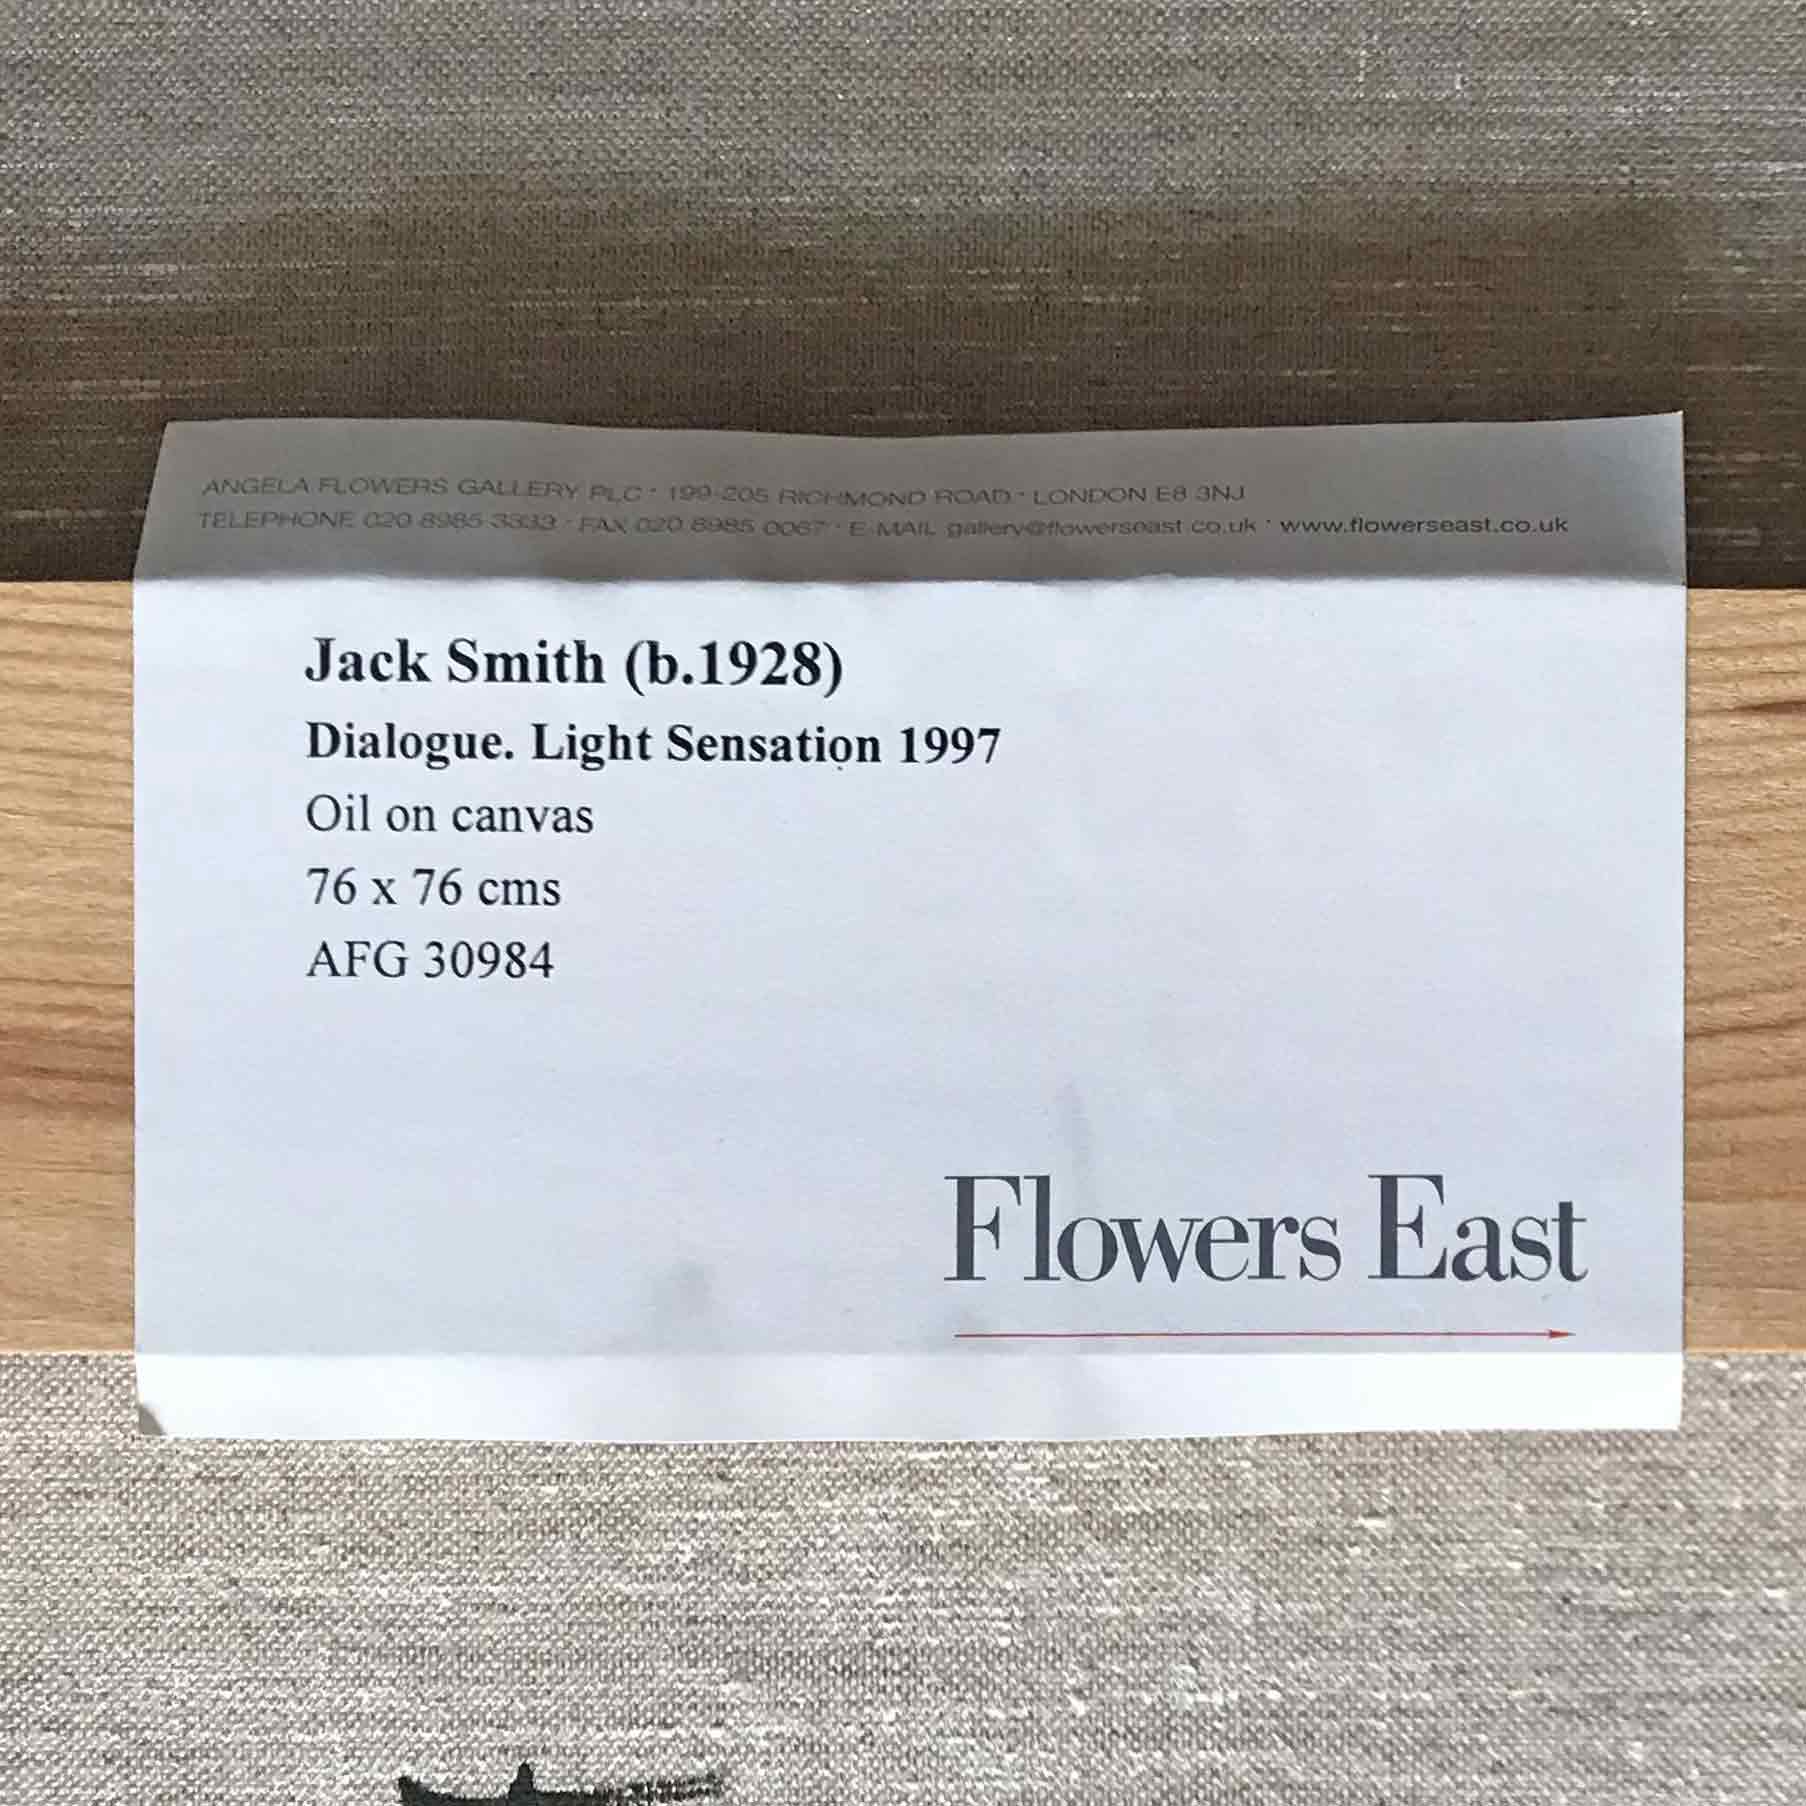 ANGELA FLOWERS GALLERY PLC · 199-205 RICHMOND ROAD · LONDON E8 3NJ
TELEPHONE 020 8985 3333 · FAX 020 8985 0067 · E-MAIL gallery@flowerseast.co.uk · www.flowerseast.co.uk
Jack Smith (b.1928)
Dialogue. Light Sensation 1997
Oil on canvas
76 x 76 cms
AFG 30984
Flowers East